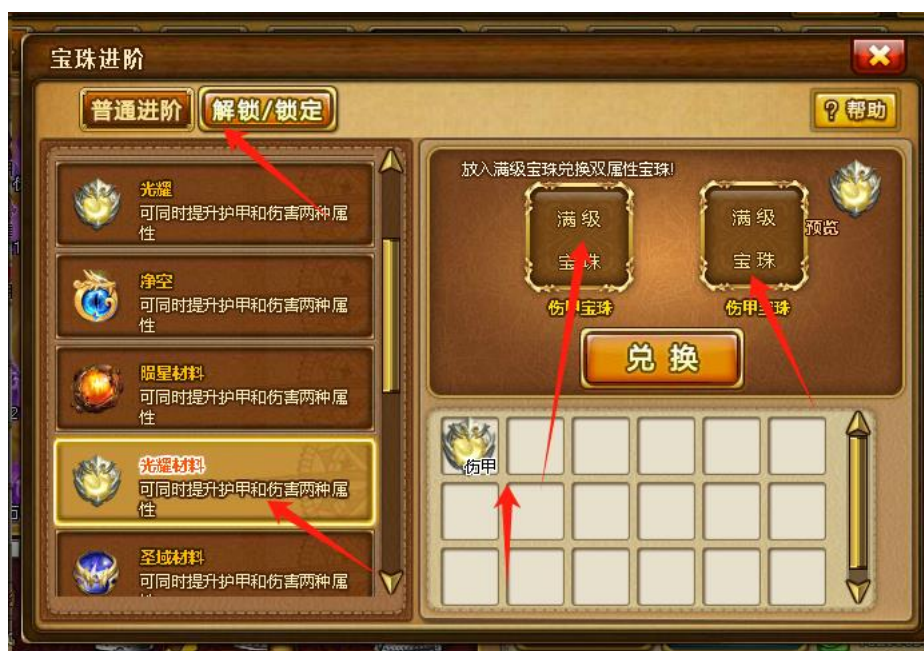 宝珠进阶
普通进阶
解锁/锁定
? 帮助
光耀
可同时提升护甲和伤害两种属
性
净空
可同时提升护甲和伤害两种属
性
陨星材料
可同时提升护甲和伤害两种属
性
光耀材料
可同时提升护甲和伤害两种属
性
圣域材料
可同时提升护甲和伤害两种属
放入满级宝珠兑换双属性宝珠!
满级
宝珠
伤甲宝珠
满级
宝珠
伤甲宝珠
预览
兑换
伤甲